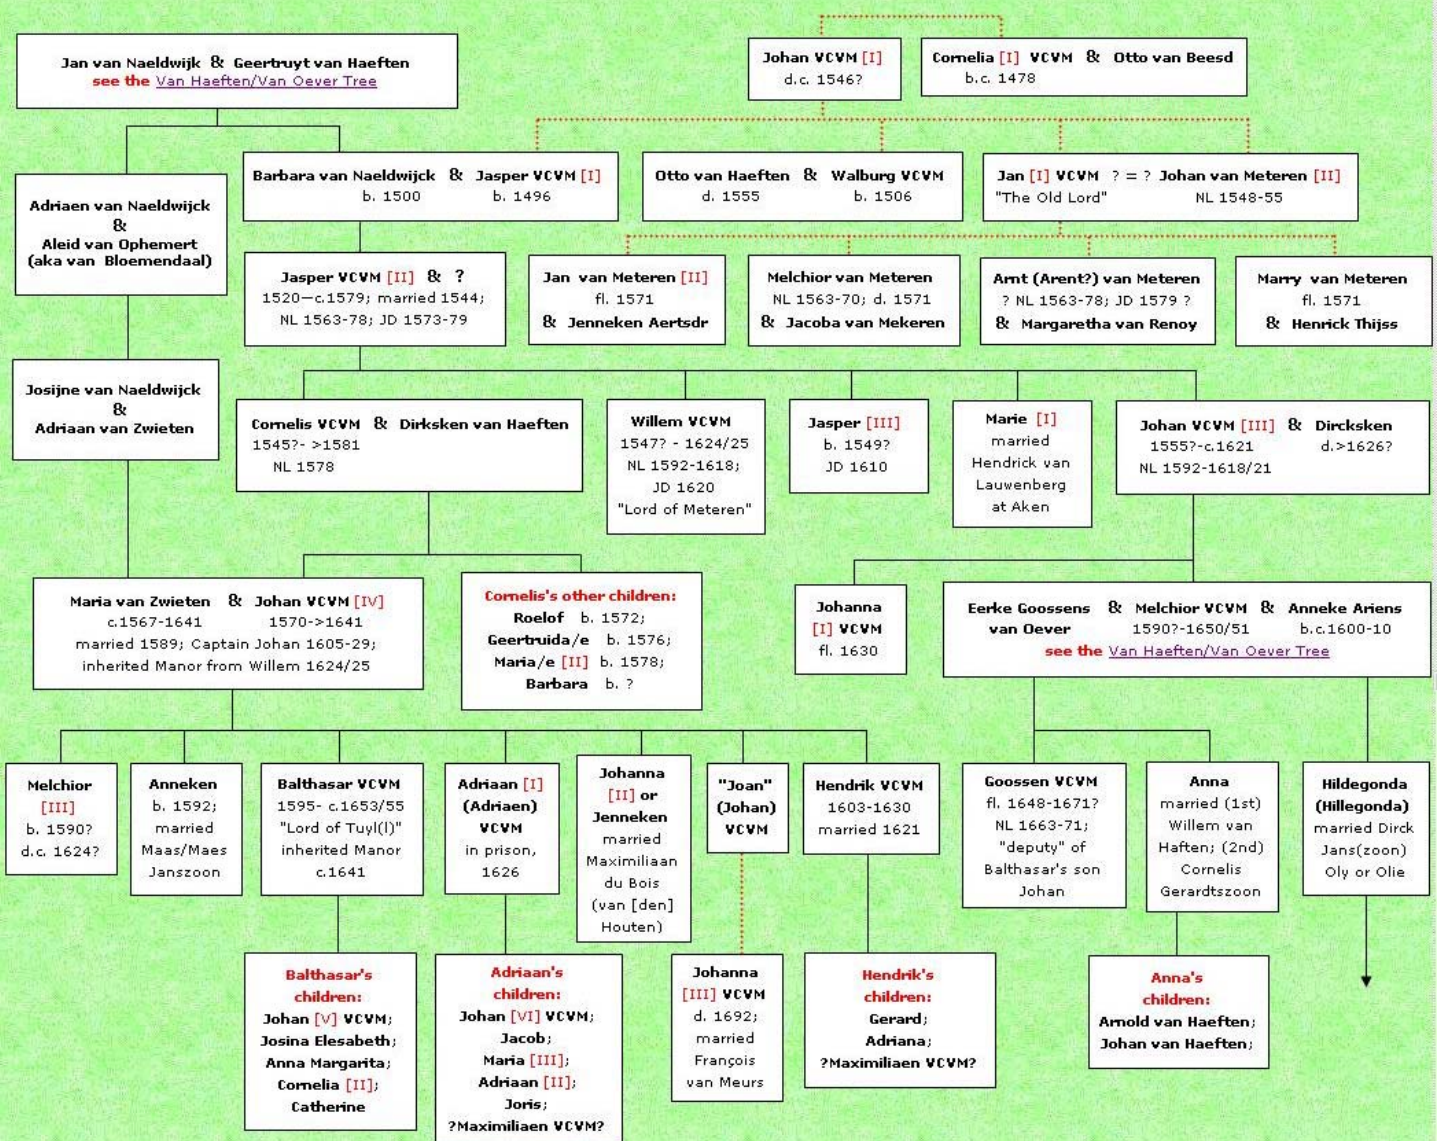 Jan van Naeldwijk & Geertruyt van Haeften
see the Van Haeften/Van Oever Tree
Johan VCVM [I]
d.c. 1546?
Cornelia [I] VCVM & Otto van Beesd
b.c. 1478
Adriaen van Naeldwijck
&
Aleid van Ophemert
(aka van Bloemendaal)
Barbara van Naeldwijck & Jasper VCVM [I]
b. 1500 b. 1496
Otto van Haeften & Walburg VCVM
d. 1555 b. 1506
Jan [I] VCVM ? = ? Johan van Meteren [II]
"The Old Lord" NL 1548-55
Jasper VCVM [II] & ?
1520—c.1579; married 1544;
NL 1563-78; JD 1573-79
Jan van Meteren [II]
fl. 1571
& Jenneken Aertsdr
Melchior van Meteren
NL 1563-70; d. 1571
& Jacoba van Mekeren
Arnt (Arent?) van Meteren
? NL 1563-78; JD 1579 ?
& Margaretha van Renoy
Marry van Meteren
fl. 1571
& Henrick Thijss
Josijne van Naeldwijck
&
Adriaan van Zwieten
Cornelis VCVM & Dirksken van Haeften
1545?- >1581
NL 1578
Willem VCVM
1547? - 1624/25
NL 1592-1618;
JD 1620
"Lord of Meteren"
Jasper [III]
b. 1549?
JD 1610
Marie [I]
married
Hendrick van
Lauwenberg
at Aken
Johan VCVM [III] & Dircksken
1555?-c.1621 d.>1626?
NL 1592-1618/21
Maria van Zwieten & Johan VCVM [IV]
c.1567-1641 1570->1641
married 1589; Captain Johan 1605-29;
inherited Manor from Willem 1624/25
Cornelis's other children:
Roelof b. 1572;
Geertruida/e b. 1576;
Maria/e [II] b. 1578;
Barbara b. ?
Johanna
[I] VCVM
fl. 1630
Eerke Goossens & Melchior VCVM & Anneke Ariens
van Oever 1590?-1650/51 b.c.1600-10
see the Van Haeften/Van Oever Tree
Melchior
[III]
b. 1590?
d.c. 1624?
Anneken
b. 1592;
married
Maas/Maes
Janszoon
Balthasar VCVM
1595- c.1653/55
"Lord of Tuyl(l)"
inherited Manor
c.1641
Adriaan [I]
(Adriaen)
VCVM
in prison,
1626
Johanna
[II] or
Jenneken
married
Maximiliaan
du Bois
(van [den]
Houten)
"Joan"
(Johan)
VCVM
Hendrik VCVM
1603-1630
married 1621
Goossen VCVM
fl. 1648-1671?
NL 1663-71;
"deputy" of
Balthasar's son
Johan
Anna
married (1st)
Willem van
Haften; (2nd)
Cornelis
Gerardtszoon
Hildegonda
(Hillegonda)
married Dirck
Jans(zoon)
Oly or Olie
Balthasar's
children:
Johan [V] VCVM;
Josina Elesabeth;
Anna Margarita;
Cornelia [II];
Catherine
Adriaan's
children:
Johan [VI] VCVM;
Jacob;
Maria [III];
Adriaan [II];
Joris;
?Maximiliaen VCVM?
Johanna
[III] VCVM
d. 1692;
married
François
van Meurs
Hendrik's
children:
Gerard;
Adriana;
?Maximiliaen VCVM?
Anna's
children:
Arnold van Haeften;
Johan van Haeften;